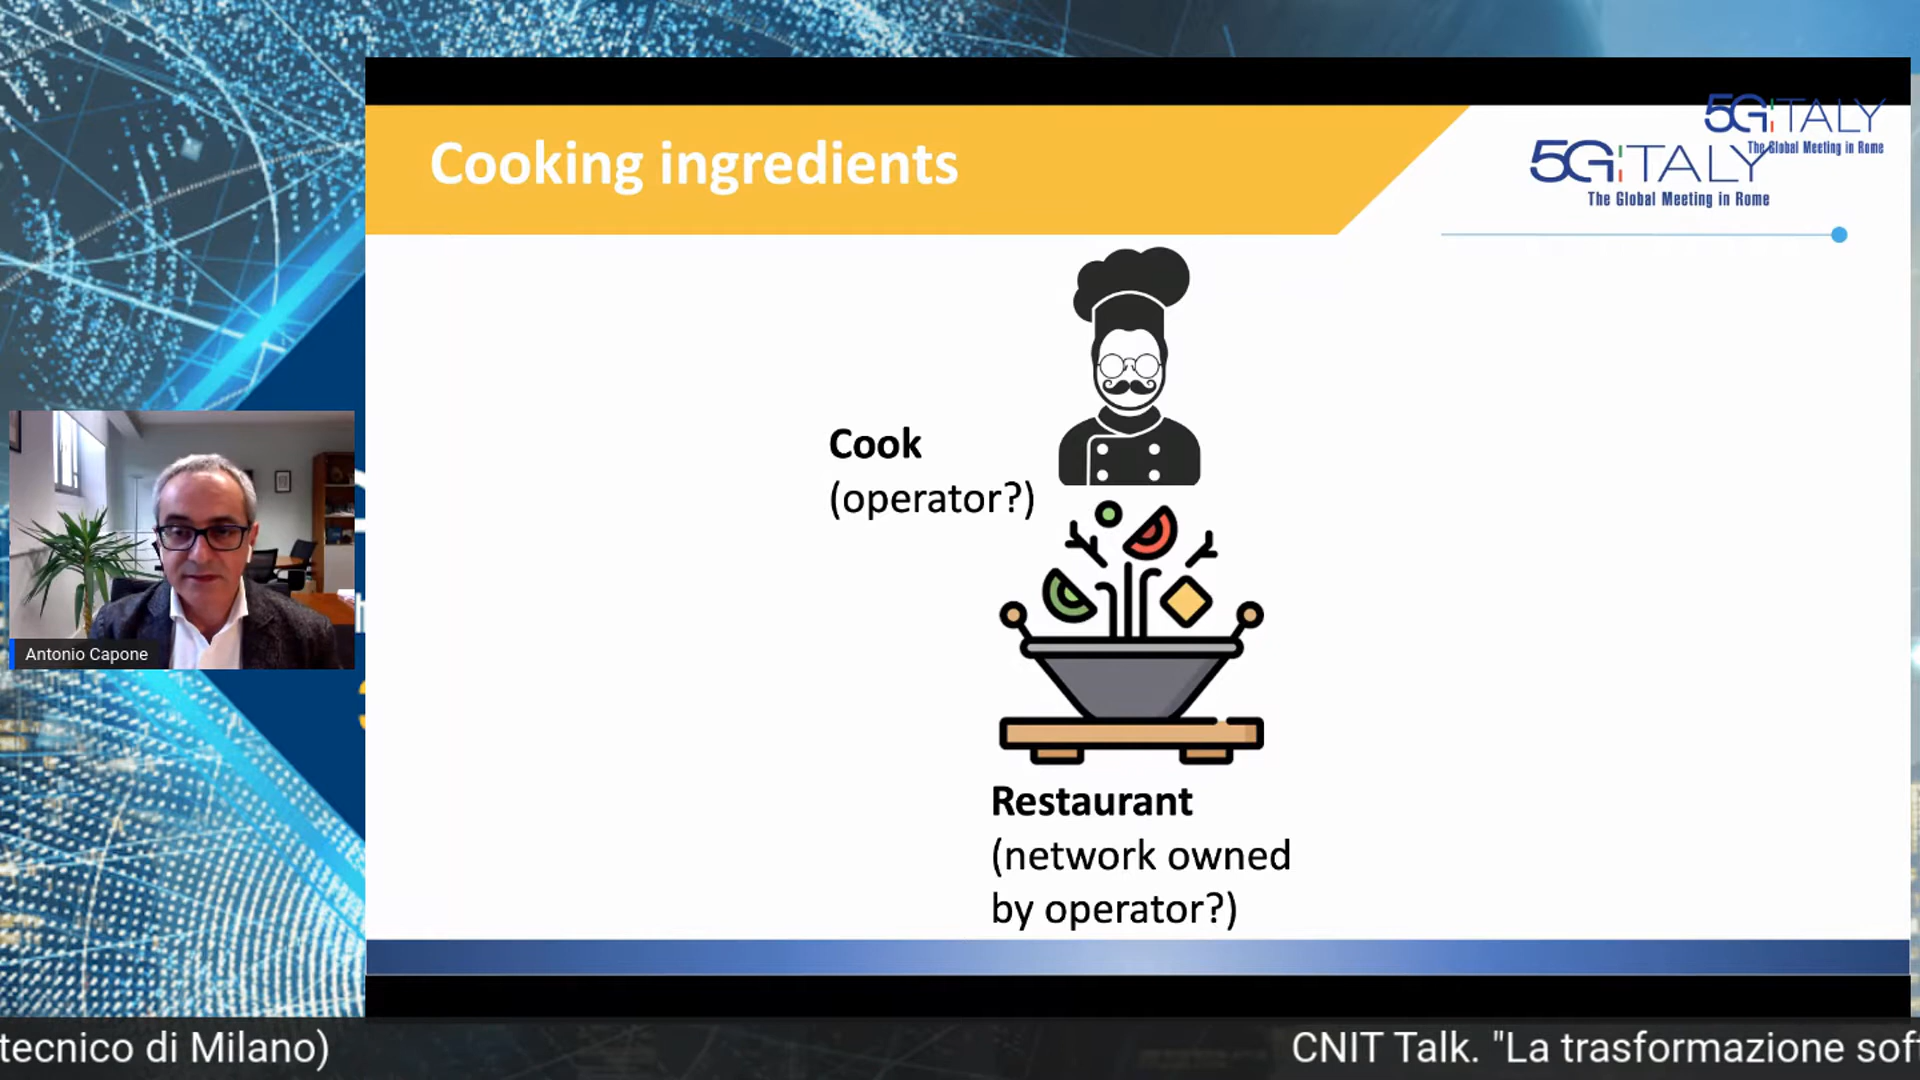 Cooking ingredients
5G:ITALY
The Global Meeting in Rome
5G:ITALY
The Global Meeting in Rome
Cook
(operator?)
Antonio Capone
Restaurant
(network owned
by operator?)
tecnico di Milano)
CNIT Talk. "La trasformazione sof